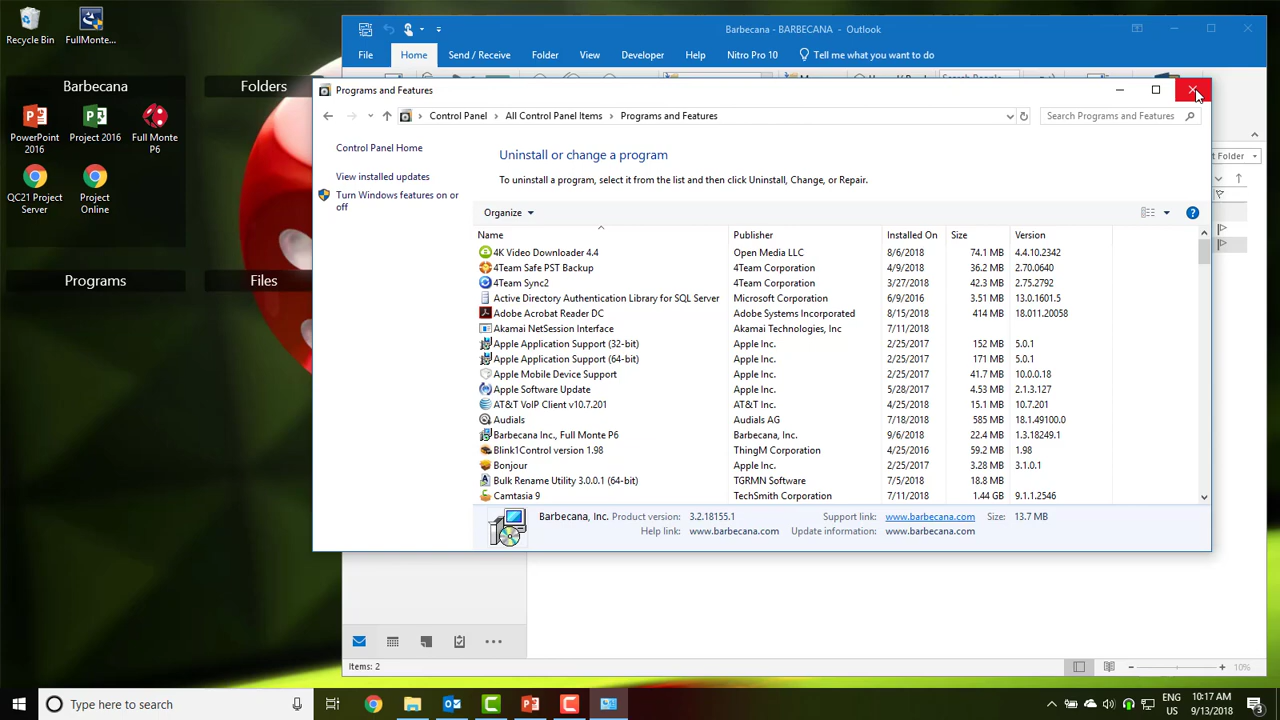 Recycle Bin
FullMonte...
Barbecana
Folders
PowerPoint 2016
Project 2016
Full Monte P6
QC21 Project Server
Project Online
Programs
Files
Barbecana - BARBECANA - Outlook
File Home Send / Receive Folder View Developer Help Nitro Pro 10 Tell me what you want to do
Programs and Features
Control Panel All Control Panel Items Programs and Features
Search Programs and Features
Control Panel Home
View installed updates
Turn Windows features on or off
Uninstall or change a program
To uninstall a program, select it from the list and then click Uninstall, Change, or Repair.
Organize
Name Publisher Installed On Size Version
4K Video Downloader 4.4 Open Media LLC 8/6/2018 74.1 MB 4.4.10.2342
4Team Safe PST Backup 4Team Corporation 4/9/2018 36.2 MB 2.70.0640
4Team Sync2 4Team Corporation 3/27/2018 42.3 MB 2.75.2792
Active Directory Authentication Library for SQL Server Microsoft Corporation 6/9/2016 3.51 MB 13.0.1601.5
Adobe Acrobat Reader DC Adobe Systems Incorporated 8/15/2018 414 MB 18.011.20058
Akamai NetSession Interface Akamai Technologies, Inc 7/11/2018
Apple Application Support (32-bit) Apple Inc. 2/25/2017 152 MB 5.0.1
Apple Application Support (64-bit) Apple Inc. 2/25/2017 171 MB 5.0.1
Apple Mobile Device Support Apple Inc. 2/25/2017 41.7 MB 10.0.0.18
Apple Software Update Apple Inc. 5/28/2017 4.53 MB 2.1.3.127
AT&T VoIP Client v10.7.201 AT&T Inc. 4/25/2018 15.1 MB 10.7.201
Audials Audials AG 7/18/2018 585 MB 18.1.49100.0
Barbecana Inc., Full Monte P6 Barbecana, Inc. 9/6/2018 22.4 MB 1.3.18249.1
Blink1Control version 1.98 ThingM Corporation 4/25/2016 59.2 MB 1.98
Bonjour Apple Inc. 2/25/2017 3.28 MB 3.1.0.1
Bulk Rename Utility 3.0.0.1 (64-bit) TGRMN Software 7/5/2018 18.8 MB
Camtasia 9 TechSmith Corporation 7/11/2018 1.44 GB 9.1.1.2546
Barbecana, Inc. Product version: 3.2.18155.1 Support link: www.barbecana.com Size: 13.7 MB
Help link: www.barbecana.com Update information: www.barbecana.com
t Folder
Items: 2
10%
Type here to search
ENG
US
10:17 AM
9/13/2018
3